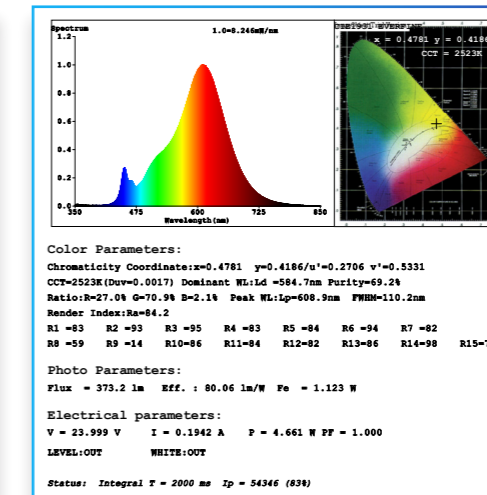 Spectrum
1.0=8.246mW/nm
1.2
1.0
0.8
0.6
0.4
0.2
0.0
350 475 600 725 850
Wavelength(nm)
x = 0.4781 y = 0.4186
CCT = 2523K
Color Parameters:
Chromaticity Coordinate:x=0.4781 y=0.4186/u'=0.2706 v'=0.5331
CCT=2523K(Duv=0.0017) Dominant WL:Ld =584.7nm Purity=69.2%
Ratio:R=27.0% G=70.9% B=2.1% Peak WL:Lp=608.9nm FWHM=110.2nm
Render Index:Ra=84.2
R1 =83 R2 =93 R3 =95 R4 =83 R5 =84 R6 =94 R7 =82
R8 =59 R9 =14 R10=86 R11=84 R12=82 R13=86 R14=98 R15=7
Photo Parameters:
Flux = 373.2 lm Eff. : 80.06 lm/W Fe = 1.123 W
Electrical parameters:
V = 23.999 V I = 0.1942 A P = 4.661 W PF = 1.000
LEVEL:OUT WHITE:OUT
Status: Integral T = 2000 ms Ip = 54346 (83%)